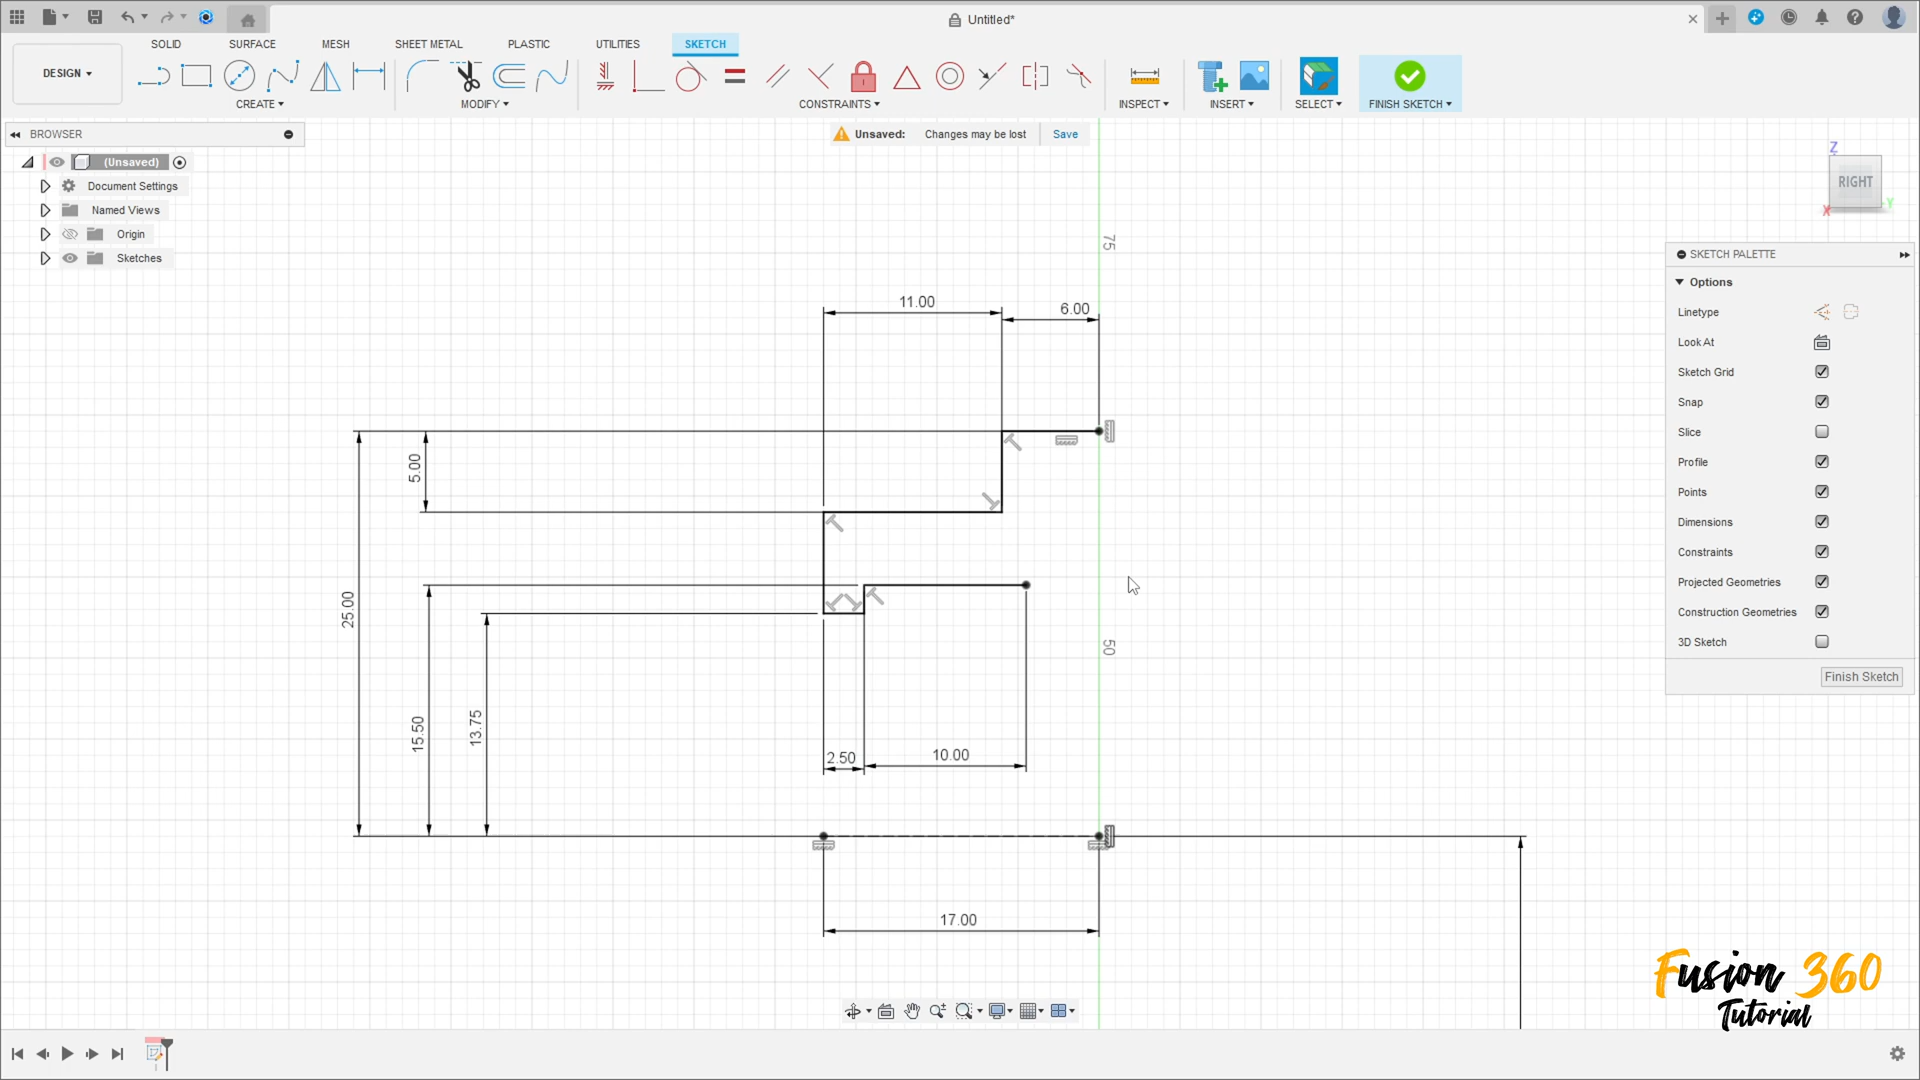 Untitled*
DESIGN
SOLID
SURFACE
MESH
SHEET METAL
PLASTIC
UTILITIES
SKETCH
CREATE
MODIFY
CONSTRAINTS
INSPECT
INSERT
SELECT
FINISH SKETCH
BROWSER
(Unsaved)
Document Settings
Named Views
Origin
Sketches
Unsaved: Changes may be lost Save
Z
RIGHT
X
Y
SKETCH PALETTE
Options
Linetype
Look At
Sketch Grid
Snap
Slice
Profile
Points
Dimensions
Constraints
Projected Geometries
Construction Geometries
3D Sketch
Finish Sketch
75
11.00
6.00
5.00
25.00
50
15.50
13.75
2.50
10.00
17.00
Fusion 360
Tutorial